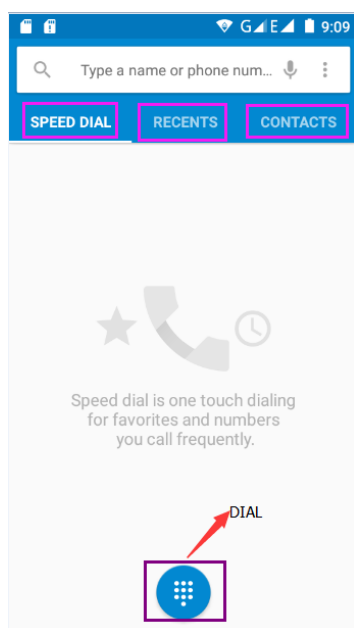 G E 9:09
Type a name or phone num...
SPEED DIAL RECENTS CONTACTS
Speed dial is one touch dialing
for favorites and numbers
you call frequently.
DIAL